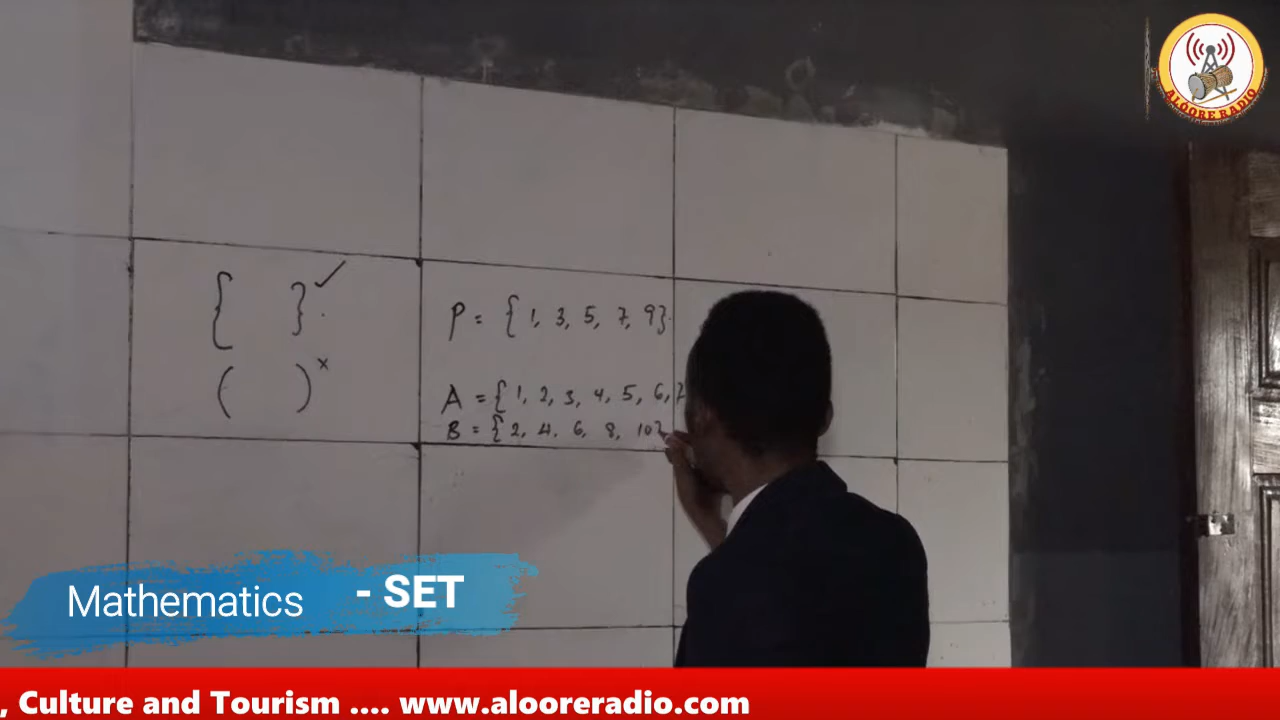 { } ✓
( ) ×
P = { 1, 3, 5, 7, 9}.
A = { 1, 2, 3, 4, 5, 6, 7
B = { 2, 4, 6, 8, 10}
ALOORE RADIO
Mathematics - SET
, Culture and Tourism .... www.alooreradio.com